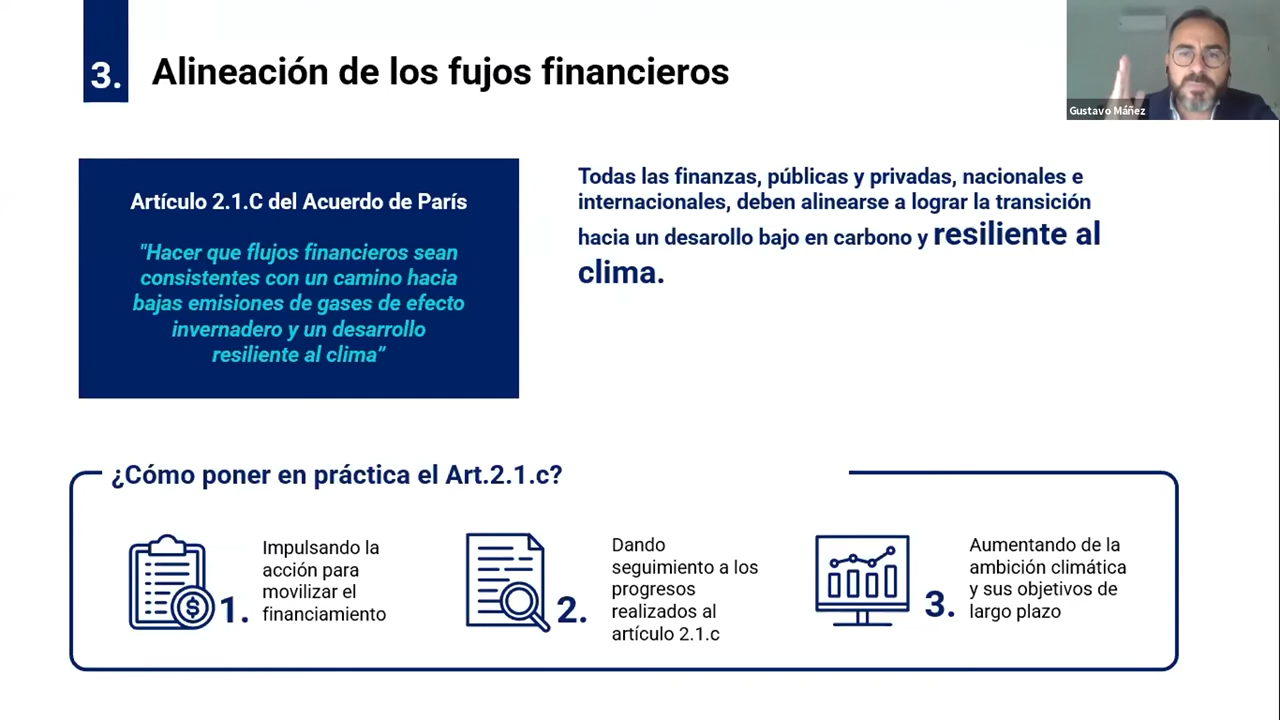 3.
Alineación de los fujos financieros
Gustavo Máñez
Artículo 2.1.C del Acuerdo de París
"Hacer que flujos financieros sean
consistentes con un camino hacia
bajas emisiones de gases de efecto
invernadero y un desarrollo
resiliente al clima”
Todas las finanzas, públicas y privadas, nacionales e
internacionales, deben alinearse a lograr la transición
hacia un desarollo bajo en carbono y resiliente al
clima.
¿Cómo poner en práctica el Art.2.1.c?
1.
Impulsando la
acción para
movilizar el
financiamiento
2.
Dando
seguimiento a los
progresos
realizados al
artículo 2.1.c
3.
Aumentando de la
ambición climática
y sus objetivos de
largo plazo